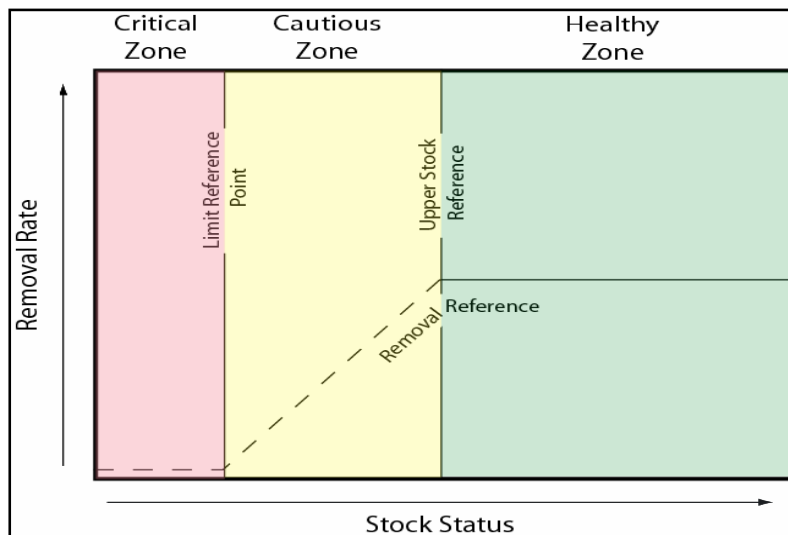 Critical
Zone
Cautious
Zone
Healthy
Zone
Limit Reference
Point
Upper Stock
Reference
Removal Reference
Removal Rate
Stock Status